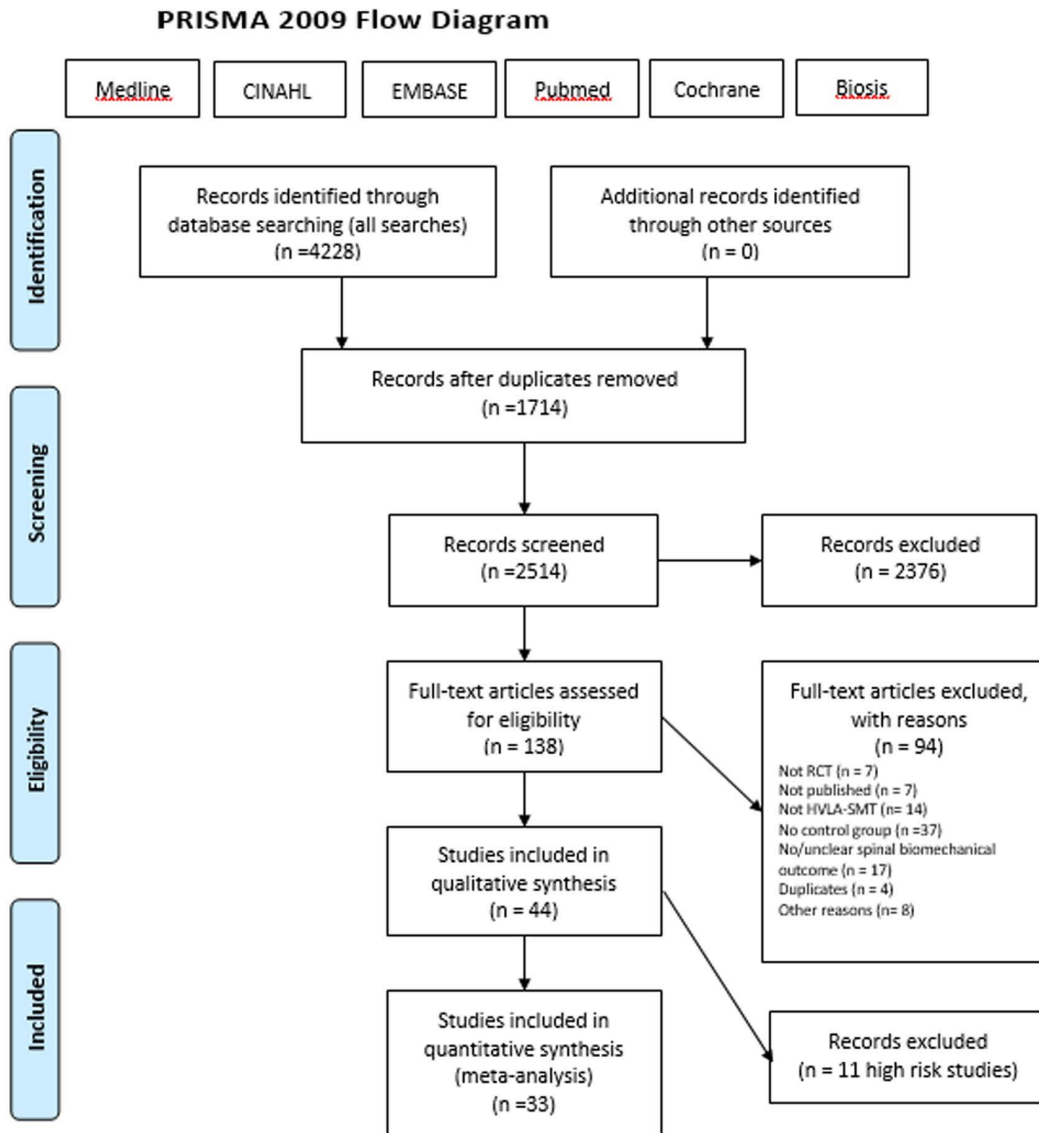 PRISMA 2009 Flow Diagram
Medline
CINAHL
EMBASE
Pubmed
Cochrane
Biosis
Identification
Records identified through
database searching (all searches)
(n =4228)
Additional records identified
through other sources
(n = 0)
Records after duplicates removed
(n =1714)
Screening
Records screened
(n =2514)
Records excluded
(n = 2376)
Eligibility
Full-text articles assessed
for eligibility
(n = 138)
Full-text articles excluded,
with reasons
(n = 94)
Not RCT (n = 7)
Not published (n = 7)
Not HVLA-SMT (n= 14)
No control group (n =37)
No/unclear spinal biomechanical
outcome (n = 17)
Duplicates (n = 4)
Other reasons (n= 8)
Studies included in
qualitative synthesis
(n = 44)
Included
Studies included in
quantitative synthesis
(meta-analysis)
(n =33)
Records excluded
(n = 11 high risk studies)